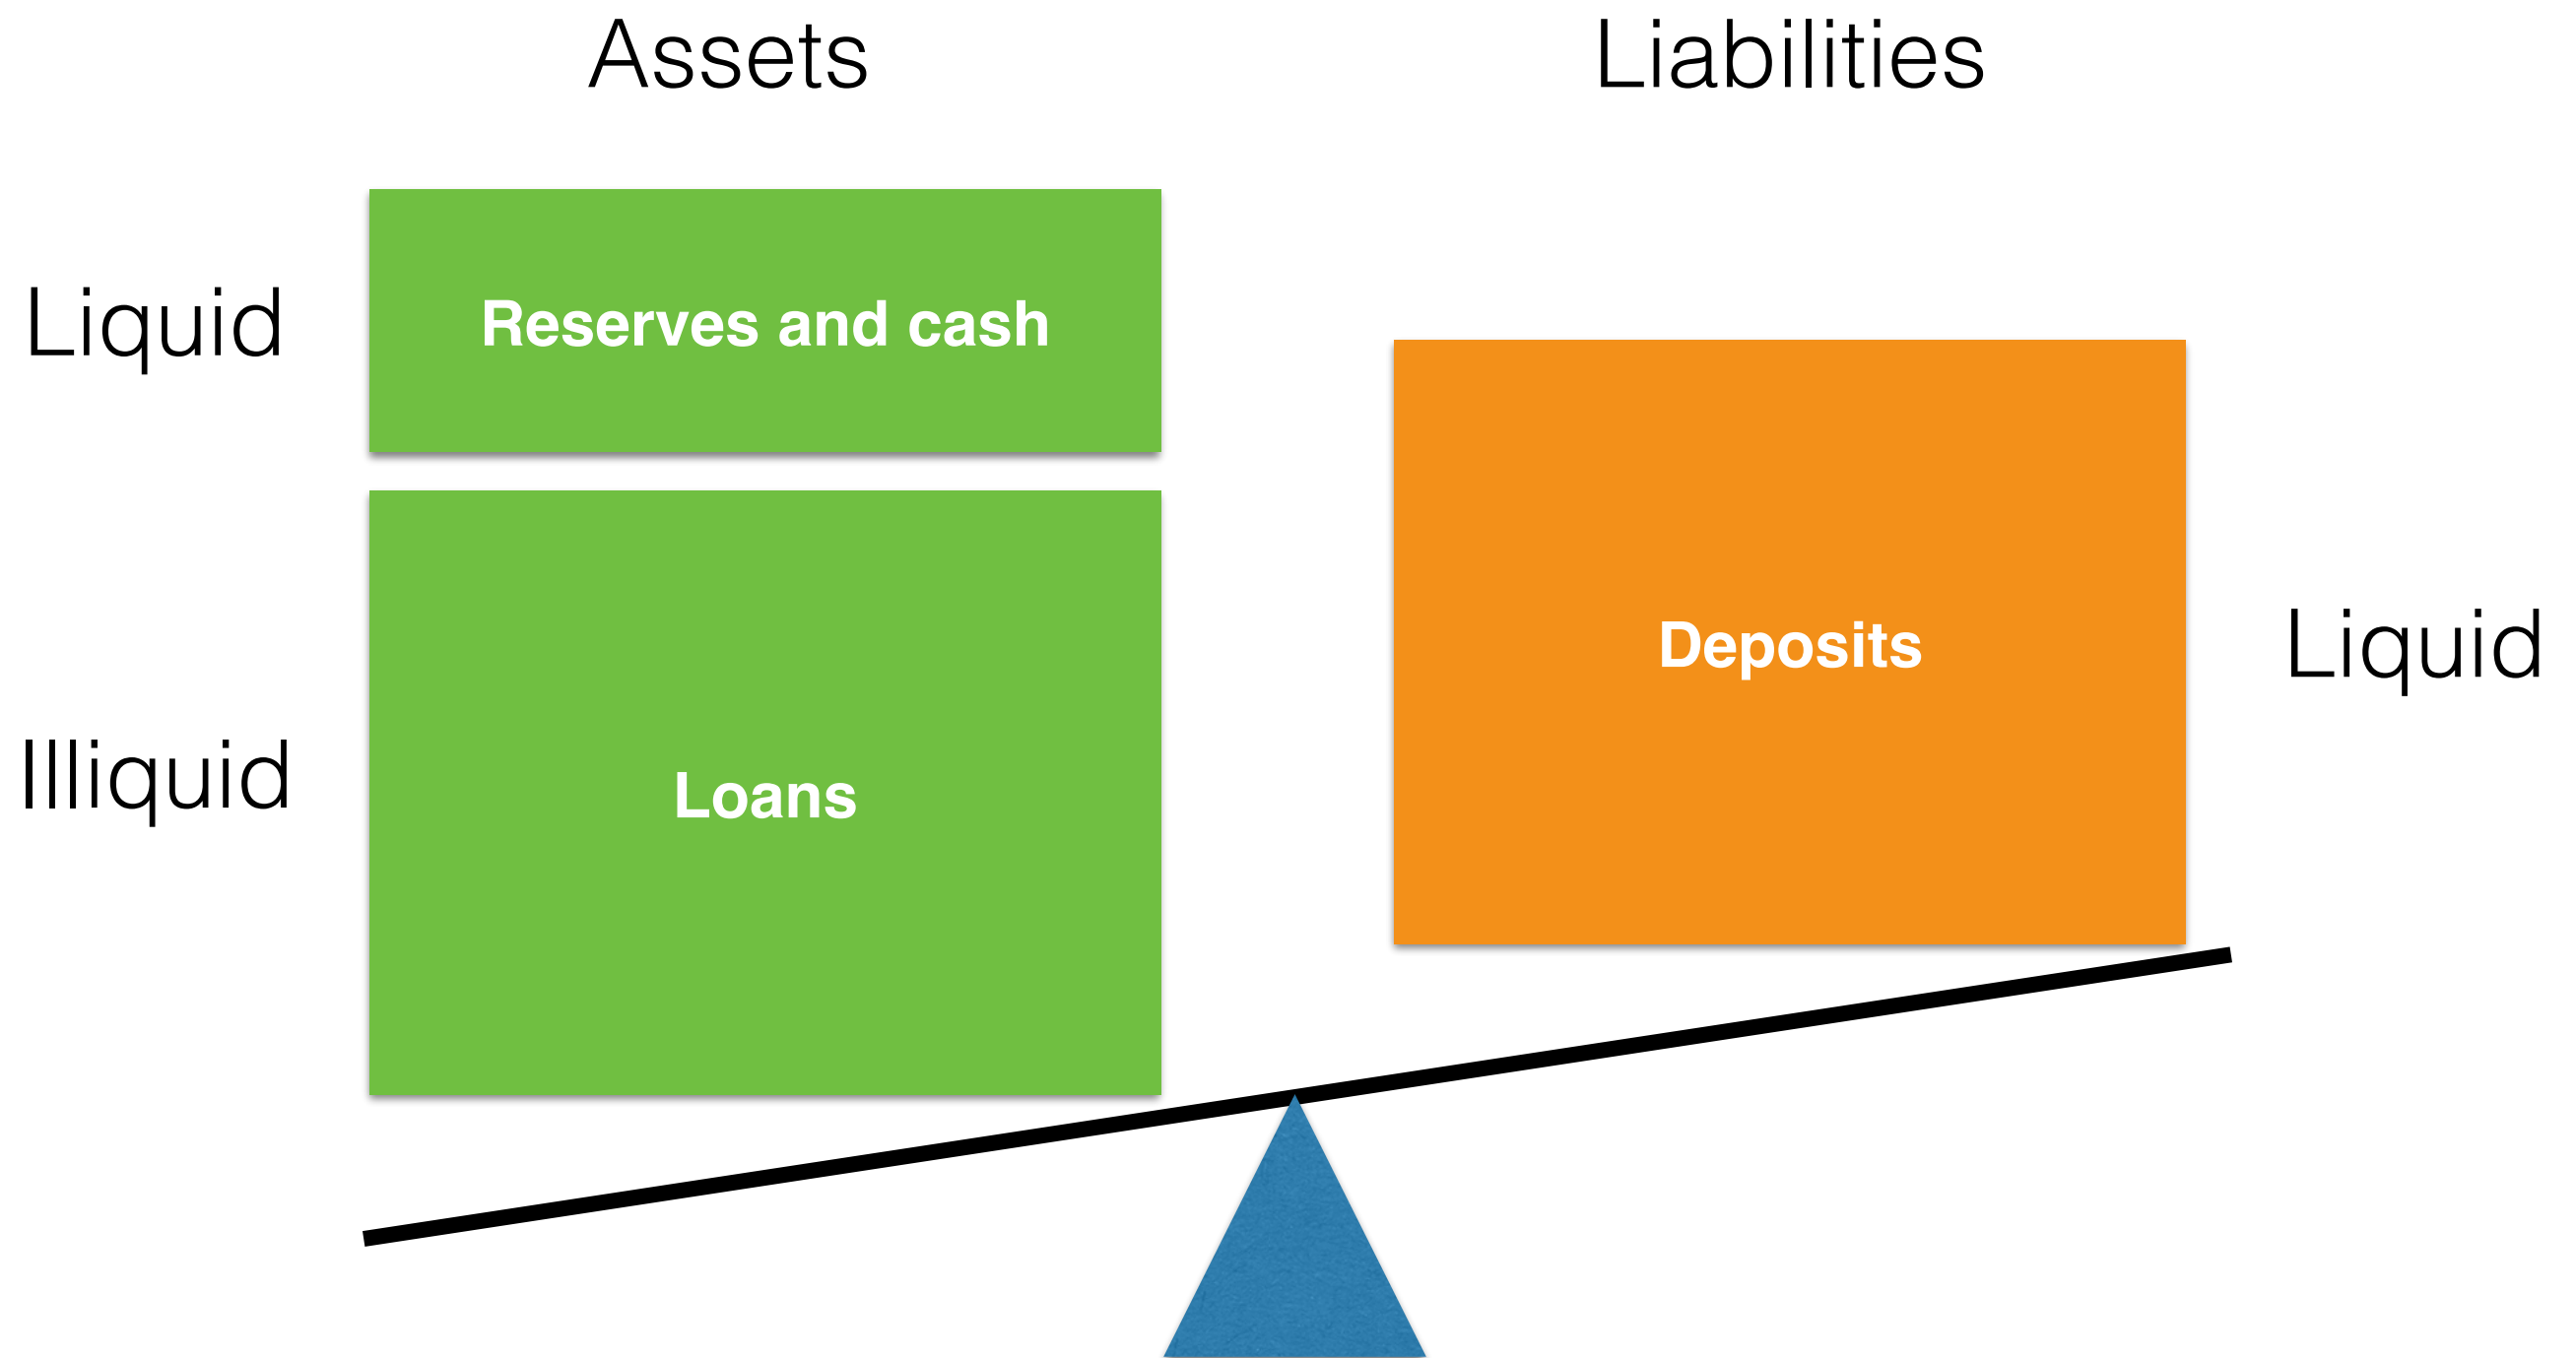 Assets
Liabilities
Liquid
Reserves and cash
Illiquid
Loans
Deposits
Liquid